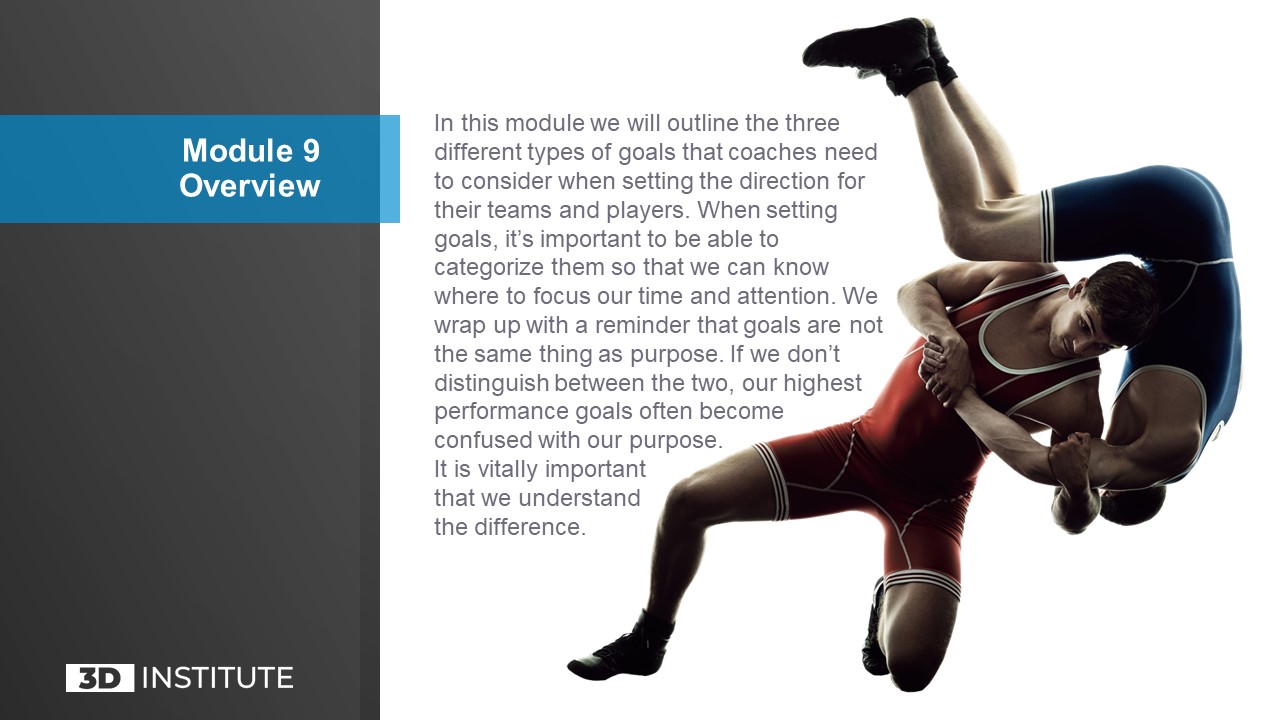 Module 9
Overview
In this module we will outline the three
different types of goals that coaches need
to consider when setting the direction for
their teams and players. When setting
goals, it’s important to be able to
categorize them so that we can know
where to focus our time and attention. We
wrap up with a reminder that goals are not
the same thing as purpose. If we don’t
distinguish between the two, our highest
performance goals often become
confused with our purpose.
It is vitally important
that we understand
the difference.
3D INSTITUTE